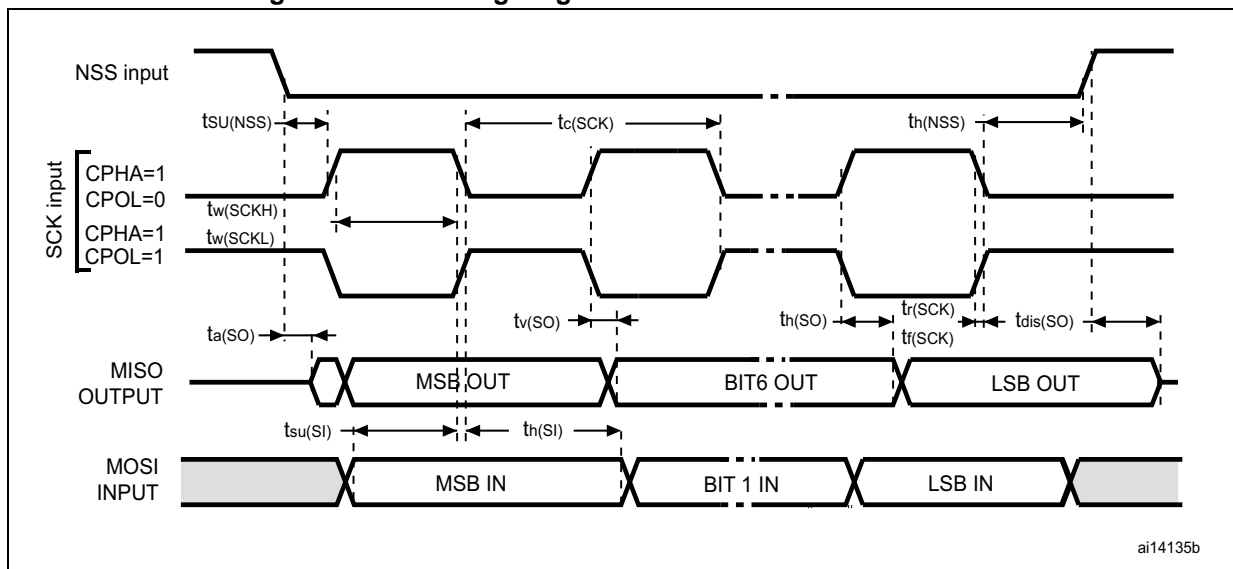 NSS input
tSU(NSS)
tc(SCK)
th(NSS)
SCK input
CPHA=1
CPOL=0
tw(SCKH)
CPHA=1
tw(SCKL)
CPOL=1
ta(SO)
tv(SO)
th(SO)
tr(SCK)
tf(SCK)
tdis(SO)
MISO
OUTPUT
MSB OUT
BIT6 OUT
LSB OUT
tsu(SI)
th(SI)
MOSI
INPUT
MSB IN
BIT 1 IN
LSB IN
ai14135b